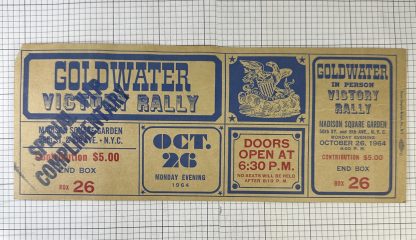 GOLDWATER
VICTORY RALLY
SPECIAL VIP
COMPLIMENTARY
MADISON SQUARE GARDEN
N.Y.C.
Contribution $5.00
END BOX
BOX 26
OCT.
26
MONDAY EVENING
1964
DOORS
OPEN AT
6:30 P.M.
NO SEATS WILL BE HELD
AFTER 8:15 P.M.
GOLDWATER
IN PERSON
VICTORY
RALLY
MADISON SQUARE GARDEN
50th ST. and 8th AVE., N.Y.C.
MONDAY EVENING
OCTOBER 26, 1964
8:00 P.M.
CONTRIBUTION $5.00
END BOX
BOX 26